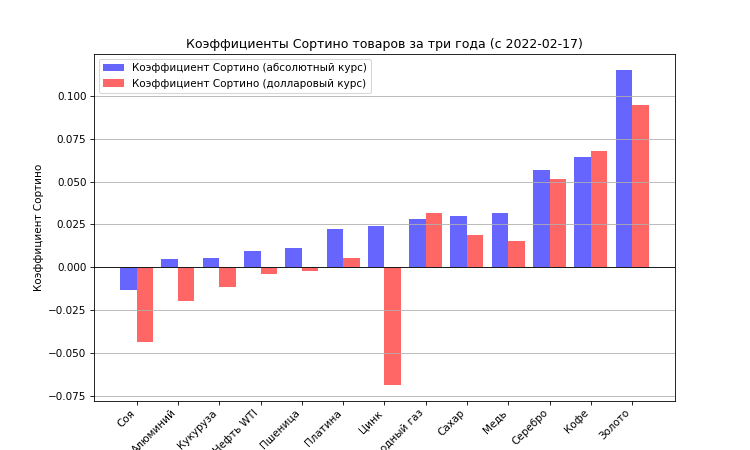 Коэффициенты Сортино товаров за три года (с 2022-02-17)
Коэффициент Сортино (абсолютный курс)
Коэффициент Сортино (долларовый курс)
Коэффициент Сортино
0.100
0.075
0.050
0.025
0.000
−0.025
−0.050
−0.075
Соя
Алюминий
Кукуруза
Нефть WTI
Пшеница
Платина
Цинк
одный газ
Сахар
Медь
Серебро
Кофе
Золото